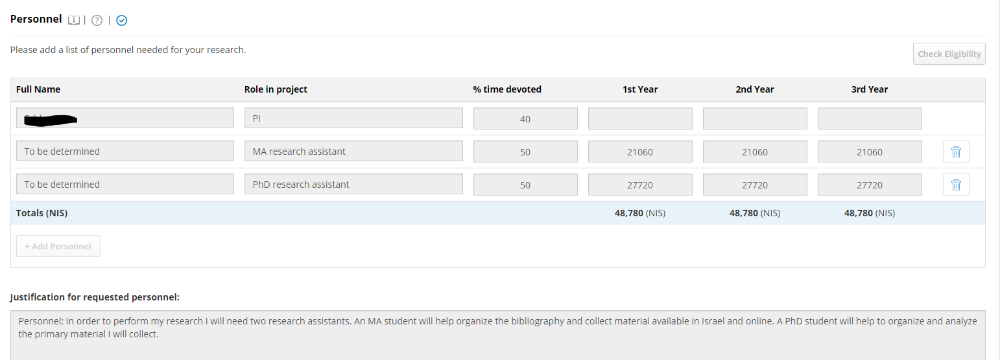 Personnel
Please add a list of personnel needed for your research.
Check Eligibility
Full Name Role in project % time devoted 1st Year 2nd Year 3rd Year
PI 40
To be determined MA research assistant 50 21060 21060 21060
To be determined PhD research assistant 50 27720 27720 27720
Totals (NIS) 48,780 (NIS) 48,780 (NIS) 48,780 (NIS)
+ Add Personnel
Justification for requested personnel:
Personnel: In order to perform my research I will need two research assistants. An MA student will help organize the bibliography and collect material available in Israel and online. A PhD student will help to organize and analyze
the primary material I will collect.